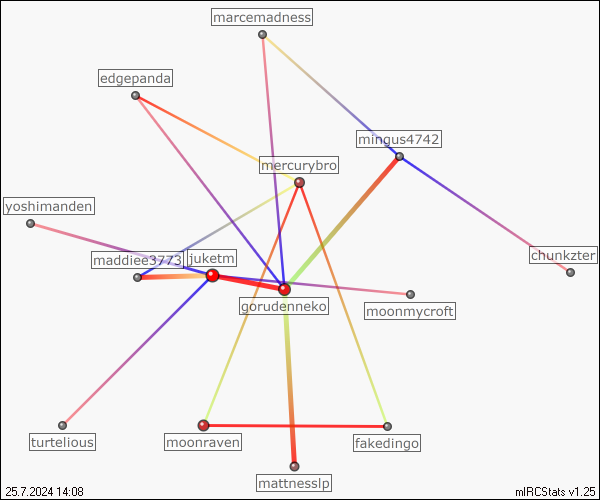 marcemadness
edgepanda
mingus4742
mercurybro
yoshimanden
maddiee3773
juketm
chunkzter
gorudenneko
moonmycroft
turtelious
moonraven
fakedingo
mattnesslp
25.7.2024 14:08
mIRCStats v1.25